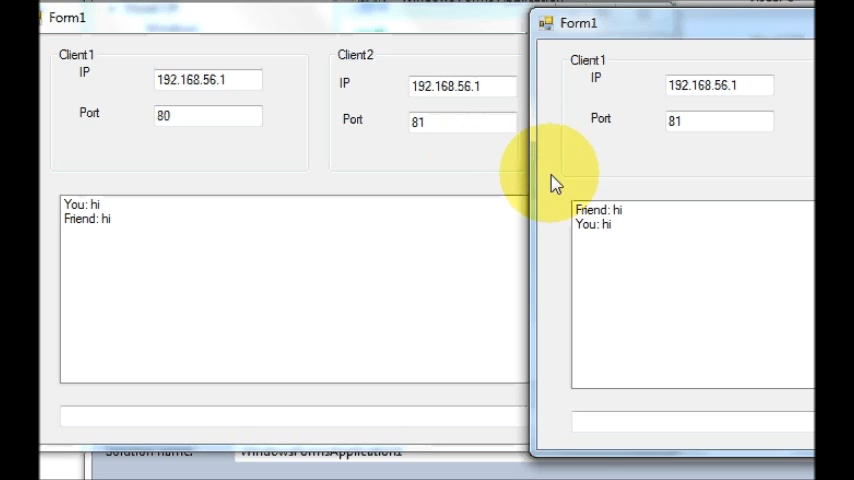 Form1
Client1
IP
192.168.56.1
Port
80
Client2
IP
192.168.56.1
Port
81
You: hi
Friend: hi
Form1
Client1
IP
192.168.56.1
Port
81
Friend: hi
You: hi
Solution name:
WindowsFormsApplication1